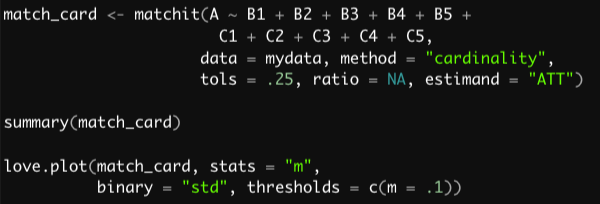 match_card <- matchit(A ~ B1 + B2 + B3 + B4 + B5 +
C1 + C2 + C3 + C4 + C5,
data = mydata, method = "cardinality",
tols = .25, ratio = NA, estimand = "ATT")
summary(match_card)
love.plot(match_card, stats = "m",
binary = "std", thresholds = c(m = .1))